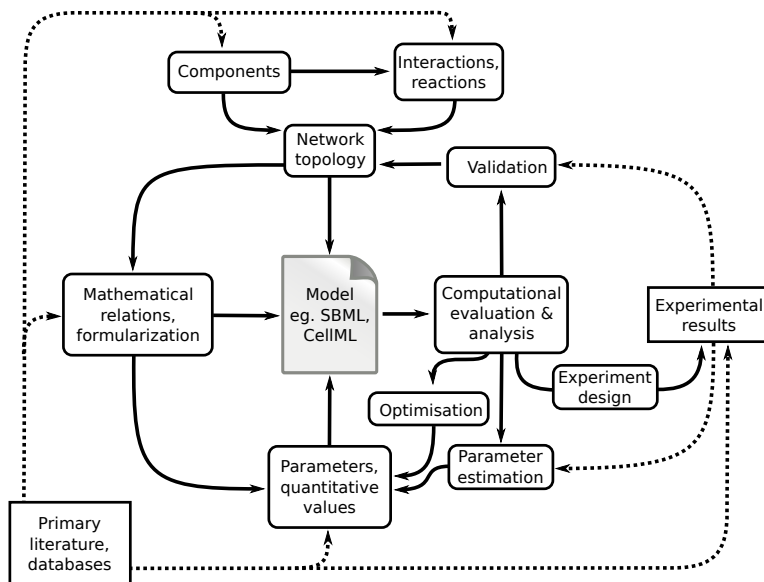 Components
Interactions,
reactions
Network
topology
Validation
Mathematical
relations,
formularization
Model
eg. SBML,
CellML
Computational
evaluation &
analysis
Experimental
results
Experiment
design
Optimisation
Parameters,
quantitative
values
Parameter
estimation
Primary
literature,
databases